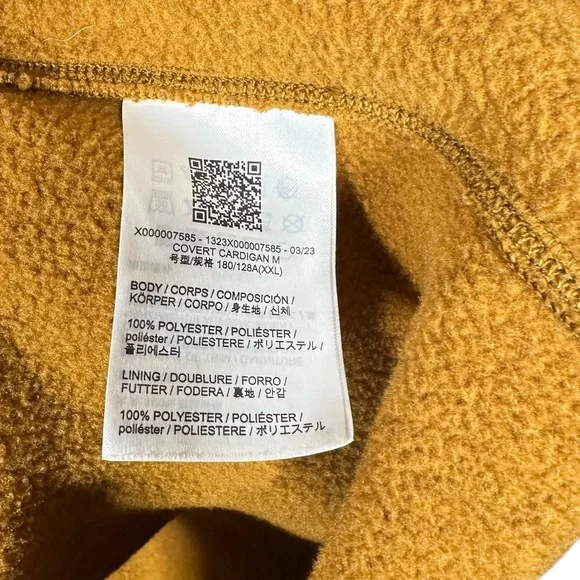 X000007585 - 1323X000007585 - 03/23
COVERT CARDIGAN M
号型/规格 180/128A(XXL)
BODY / CORPS / COMPOSICIÓN /
KÖRPER / CORPO / 身生地 / 신체
100% POLYESTER / POLIÉSTER /
poliéster / POLIESTERE / ポリエステル /
폴리에스터
LINING / DOUBLURE / FORRO /
FUTTER / FODERA / 裏地 / 안감
100% POLYESTER / POLIÉSTER /
poliéster / POLIESTERE / ポリエステル